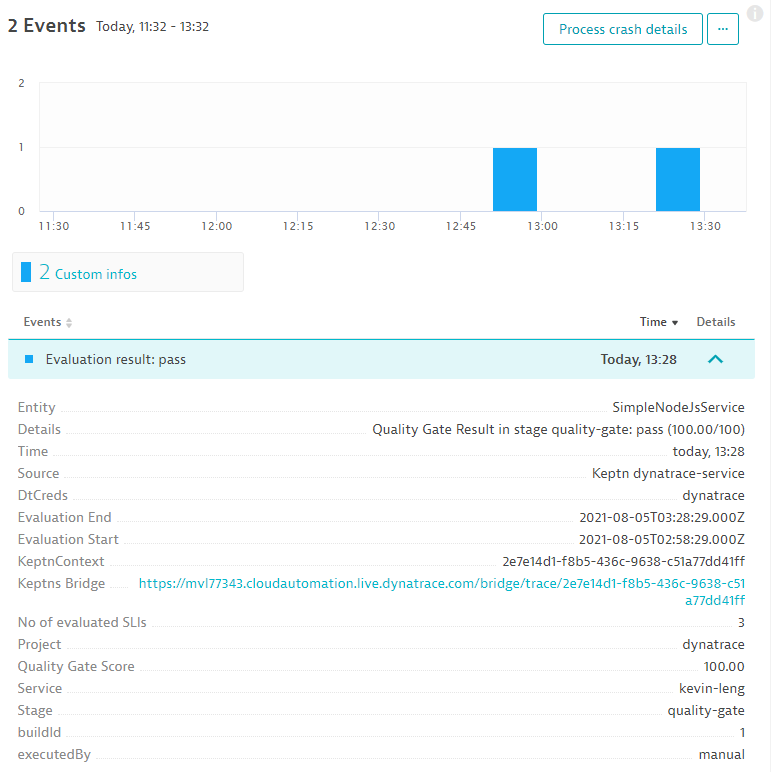 2 Events Today, 11:32 - 13:32
Process crash details ...
i
2
1
0
11:30 11:45 12:00 12:15 12:30 12:45 13:00 13:15 13:30
2 Custom infos
Events Time Details
Evaluation result: pass Today, 13:28
Entity SimpleNodeJsService
Details Quality Gate Result in stage quality-gate: pass (100.00/100)
Time today, 13:28
Source Keptn dynatrace-service
DtCreds dynatrace
Evaluation End 2021-08-05T03:28:29.000Z
Evaluation Start 2021-08-05T02:58:29.000Z
KeptnContext 2e7e14d1-f8b5-436c-9638-c51a77dd41ff
Keptns Bridge https://mvl77343.cloudautomation.live.dynatrace.com/bridge/trace/2e7e14d1-f8b5-436c-9638-c51
a77dd41ff
No of evaluated SLIs 3
Project dynatrace
Quality Gate Score 100.00
Service kevin-leng
Stage quality-gate
buildId 1
executedBy manual